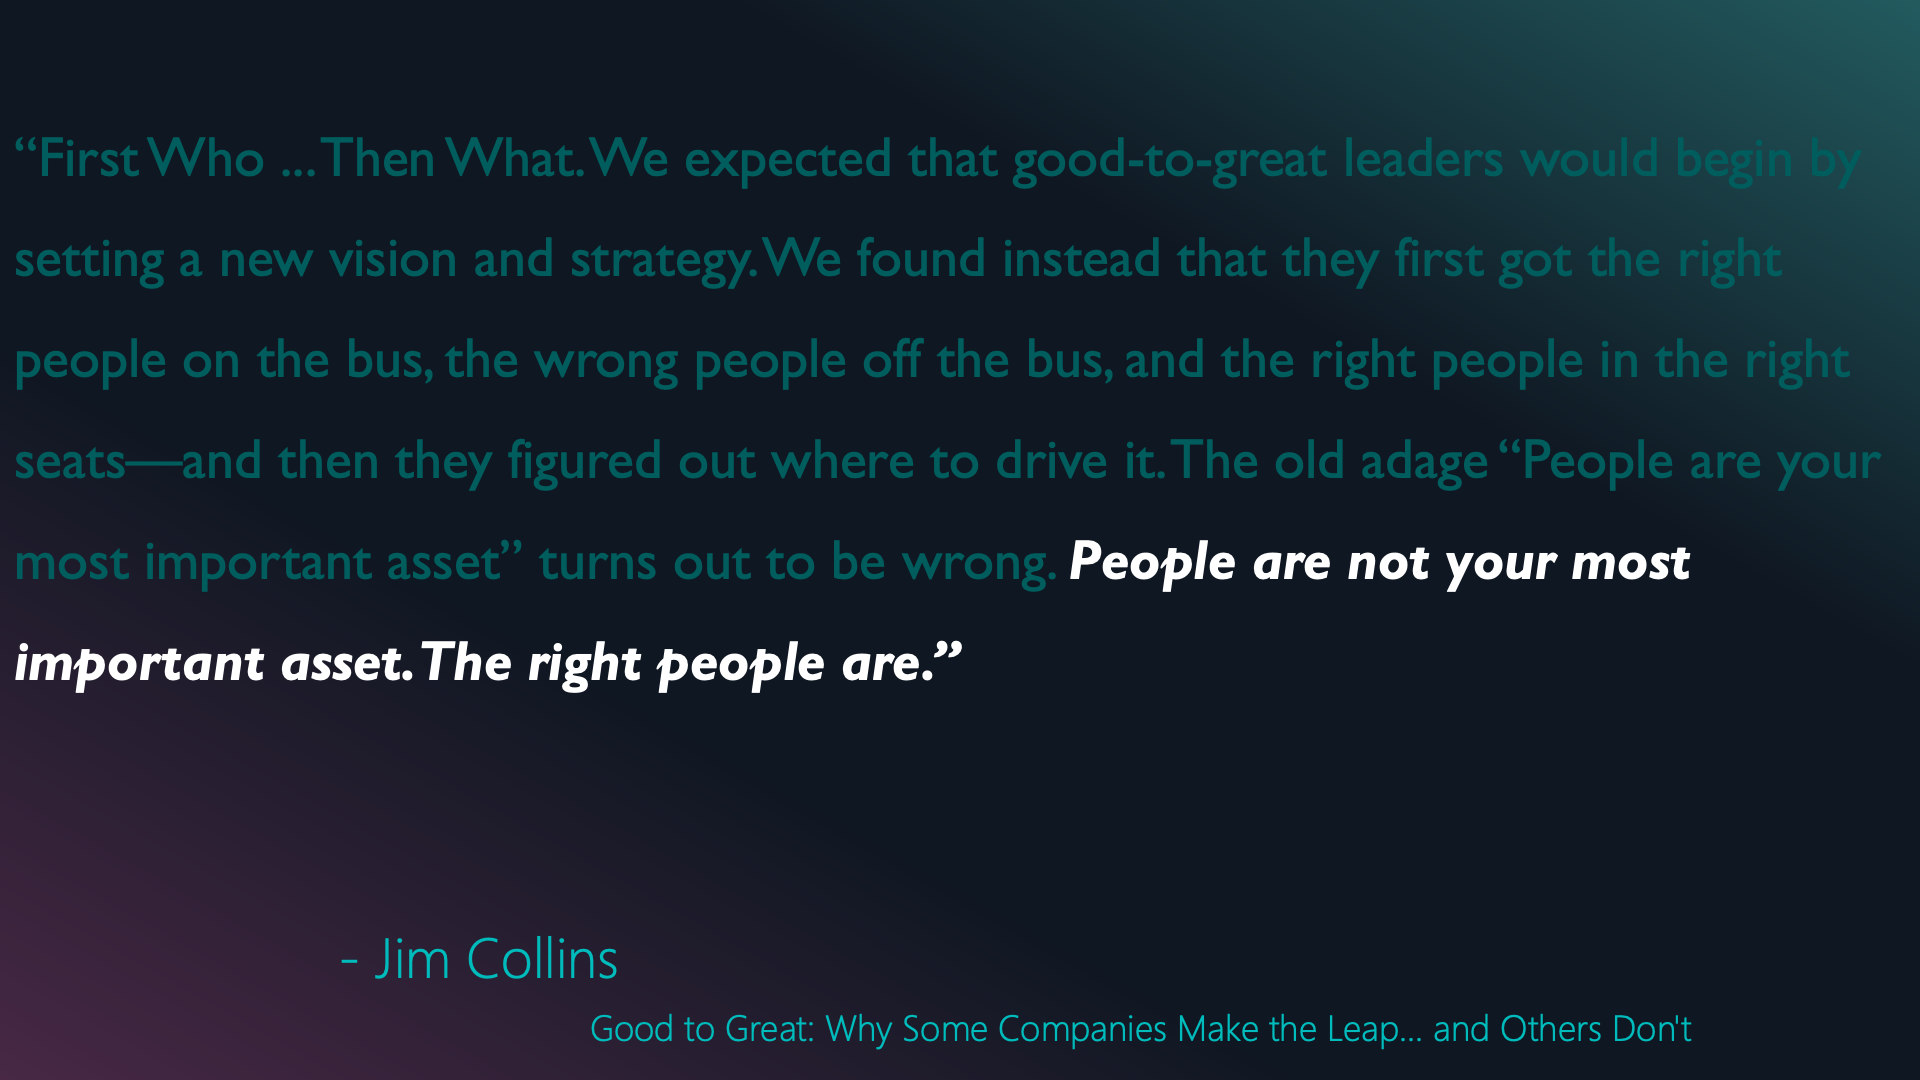 “First Who ... Then What. We expected that good-to-great leaders would begin by
setting a new vision and strategy. We found instead that they first got the right
people on the bus, the wrong people off the bus, and the right people in the right
seats—and then they figured out where to drive it. The old adage “People are your
most important asset” turns out to be wrong. People are not your most
important asset. The right people are.”
- Jim Collins
Good to Great: Why Some Companies Make the Leap... and Others Don't